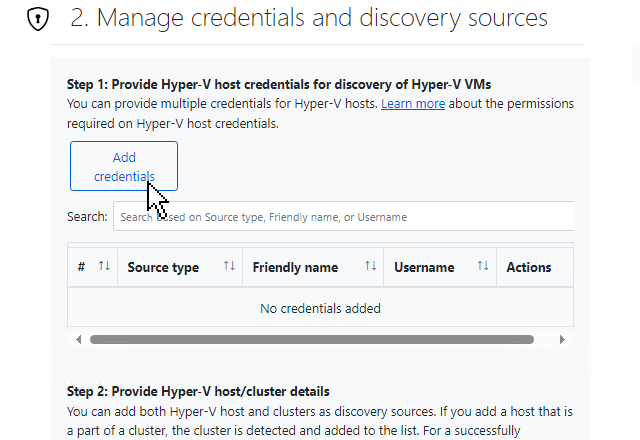 2. Manage credentials and discovery sources
Step 1: Provide Hyper-V host credentials for discovery of Hyper-V VMs
You can provide multiple credentials for Hyper-V hosts. Learn more about the permissions
required on Hyper-V host credentials.
Add
credentials
Search: Search based on Source type, Friendly name, or Username
# Source type Friendly name Username Actions
No credentials added
Step 2: Provide Hyper-V host/cluster details
You can add both Hyper-V host and clusters as discovery sources. If you add a host that is
a part of a cluster, the cluster is detected and added to the list. For a successfully